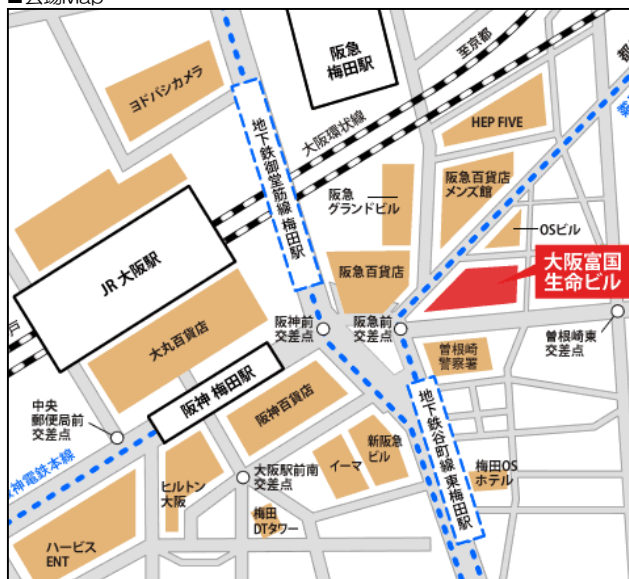 ■会場Map
ヨドバシカメラ
阪急
梅田駅
至京都
大阪環状線
HEP FIVE
地下鉄御堂筋線 梅田駅
阪急
グランドビル
阪急百貨店
メンズ館
OSビル
JR 大阪駅
阪急百貨店
大阪富国
生命ビル
大丸百貨店
阪神前
交差点
阪急前
交差点
曽根崎東
交差点
曽根崎
警察署
阪神 梅田駅
阪神百貨店
中央
郵便局前
交差点
地下鉄谷町線 東梅田駅
新阪急
ビル
イーマ
大阪駅前南
交差点
梅田OS
ホテル
ヒルトン
大阪
神電鉄本線
梅田
DTタワー
ハービス
ENT